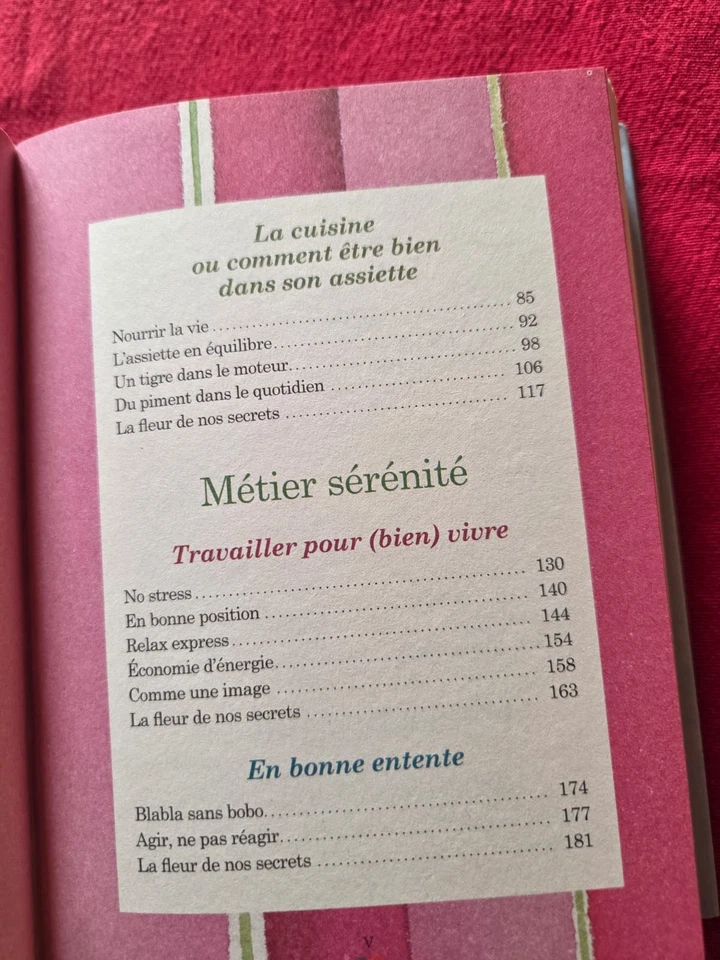 La cuisine
ou comment être bien
dans son assiette
Nourrir la vie ........................................ 85
L'assiette en équilibre................................ 92
Un tigre dans le moteur................................ 98
Du piment dans le quotidien ........................... 106
La fleur de nos secrets ............................... 117
Métier sérénité
Travailler pour (bien) vivre
No stress ............................................. 130
En bonne position ..................................... 140
Relax express.......................................... 144
Économie d'énergie..................................... 154
Comme une image ....................................... 158
La fleur de nos secrets ............................... 163
En bonne entente
Blabla sans bobo....................................... 174
Agir, ne pas réagir.................................... 177
La fleur de nos secrets ............................... 181
V